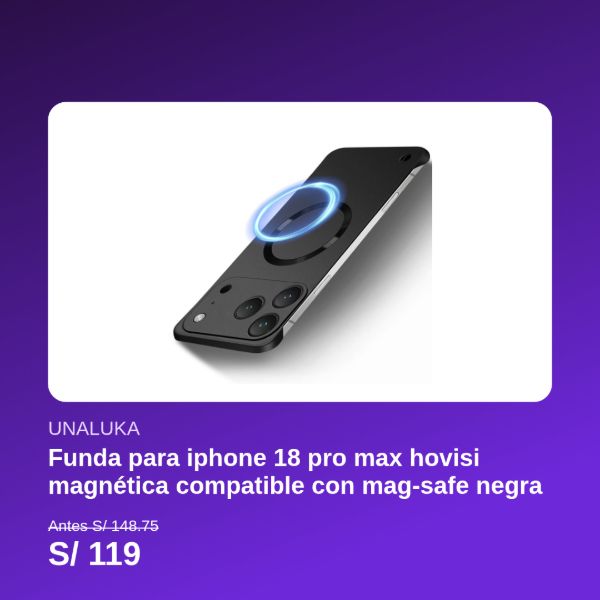 UNALUKA
Funda para iphone 18 pro max hovisi
magnética compatible con mag-safe negra
Antes S/ 148.75
S/ 119